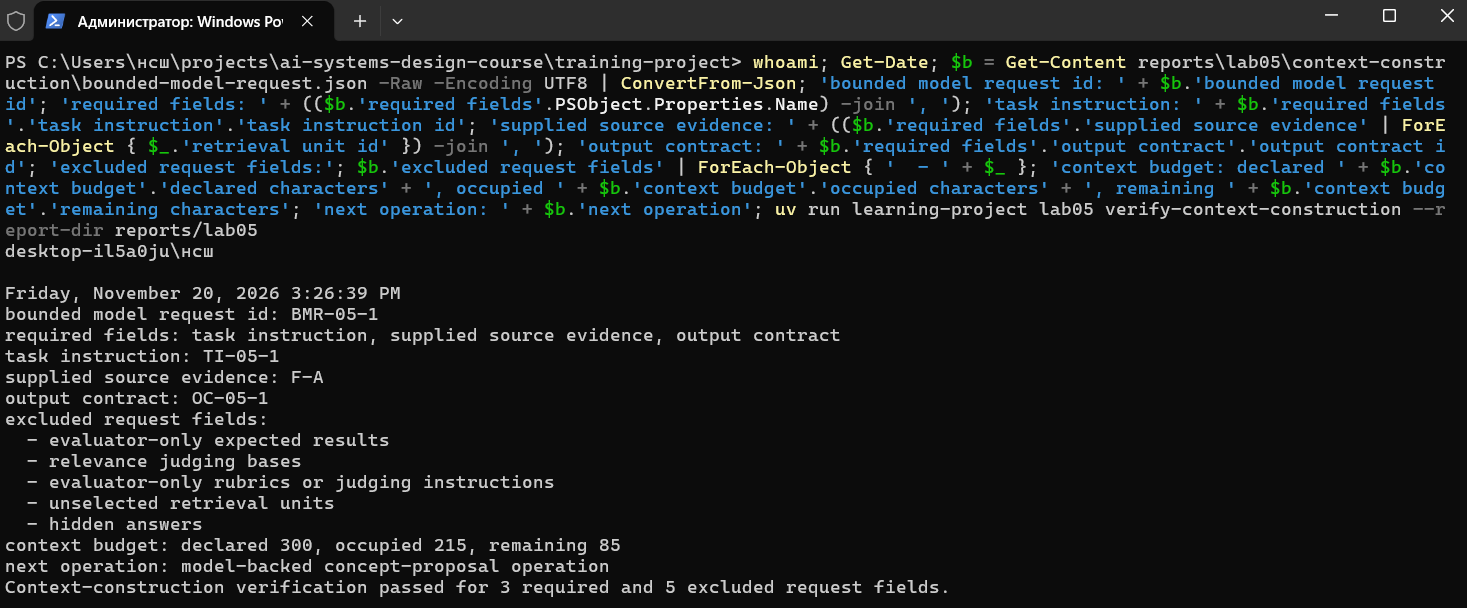 Администратор: Windows Po
PS C:\Users\нсш\projects\ai-systems-design-course\training-project> whoami; Get-Date; $b = Get-Content reports\lab05\context-constr
uction\bounded-model-request.json -Raw -Encoding UTF8 | ConvertFrom-Json; 'bounded model request id: ' + $b.'bounded model request
id'; 'required fields: ' + (($b.'required fields'.PSObject.Properties.Name) -join ', '); 'task instruction: ' + $b.'required fields
'.'task instruction'.'task instruction id'; 'supplied source evidence: ' + (($b.'required fields'.'supplied source evidence' | ForE
ach-Object { $_.'retrieval unit id' }) -join ', '); 'output contract: ' + $b.'required fields'.'output contract'.'output contract i
d'; 'excluded request fields:'; $b.'excluded request fields' | ForEach-Object { '  - ' + $_ }; 'context budget: declared ' + $b.'co
ntext budget'.'declared characters' + ', occupied ' + $b.'context budget'.'occupied characters' + ', remaining ' + $b.'context budg
et'.'remaining characters'; 'next operation: ' + $b.'next operation'; uv run learning-project lab05 verify-context-construction --r
eport-dir reports/lab05
desktop-il5a0ju\нсш
Friday, November 20, 2026 3:26:39 PM
bounded model request id: BMR-05-1
required fields: task instruction, supplied source evidence, output contract
task instruction: TI-05-1
supplied source evidence: F-A
output contract: OC-05-1
excluded request fields:
  - evaluator-only expected results
  - relevance judging bases
  - evaluator-only rubrics or judging instructions
  - unselected retrieval units
  - hidden answers
context budget: declared 300, occupied 215, remaining 85
next operation: model-backed concept-proposal operation
Context-construction verification passed for 3 required and 5 excluded request fields.